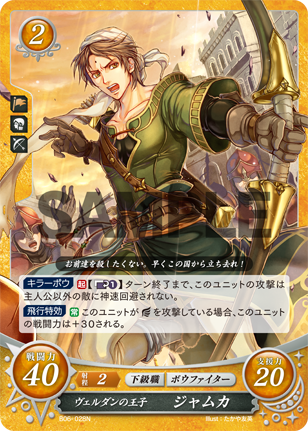 2
SAMPLE
お前達を殺したくない。早くこの国から立ち去れ!
キラーボウ 起 ターン終了まで、このユニットの攻撃は
主人公以外の敵に神速回避されない。
飛行特効 常 このユニットが を攻撃している場合、このユニット
の戦闘力は+30される。
戦闘力 40
射程 2 下級職 ボウファイター
支援力 20
ヴェルダンの王子 ジャムカ
B06-028N
Illust:たかや友英